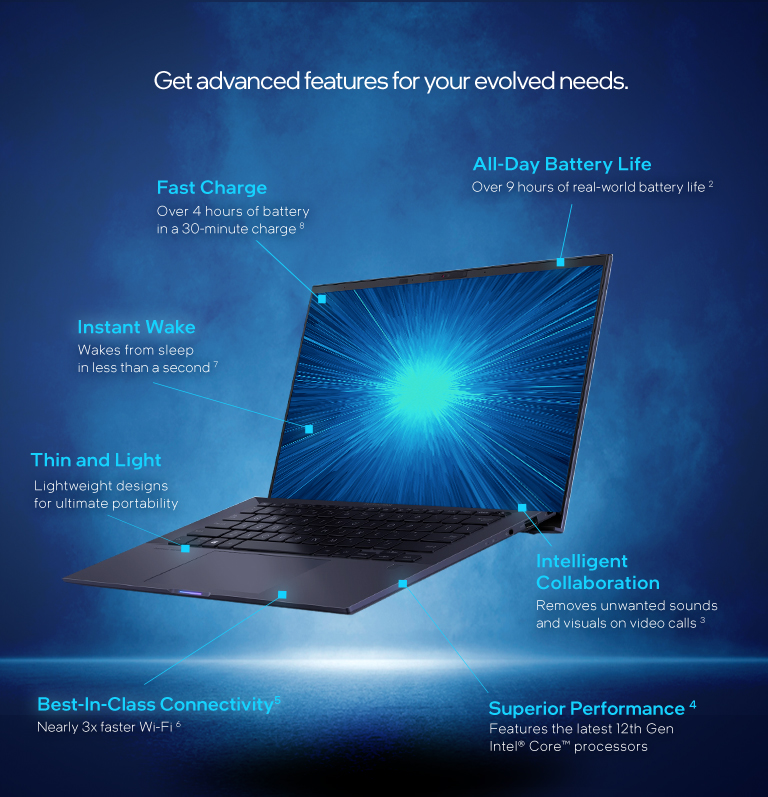 Get advanced features for your evolved needs.
All-Day Battery Life
Over 9 hours of real-world battery life 2
Fast Charge
Over 4 hours of battery
in a 30-minute charge 8
Instant Wake
Wakes from sleep
in less than a second 7
Thin and Light
Lightweight designs
for ultimate portability
Intelligent
Collaboration
Removes unwanted sounds
and visuals on video calls 3
Best-In-Class Connectivity5
Nearly 3x faster Wi-Fi 6
Superior Performance 4
Features the latest 12th Gen
Intel® Core™ processors